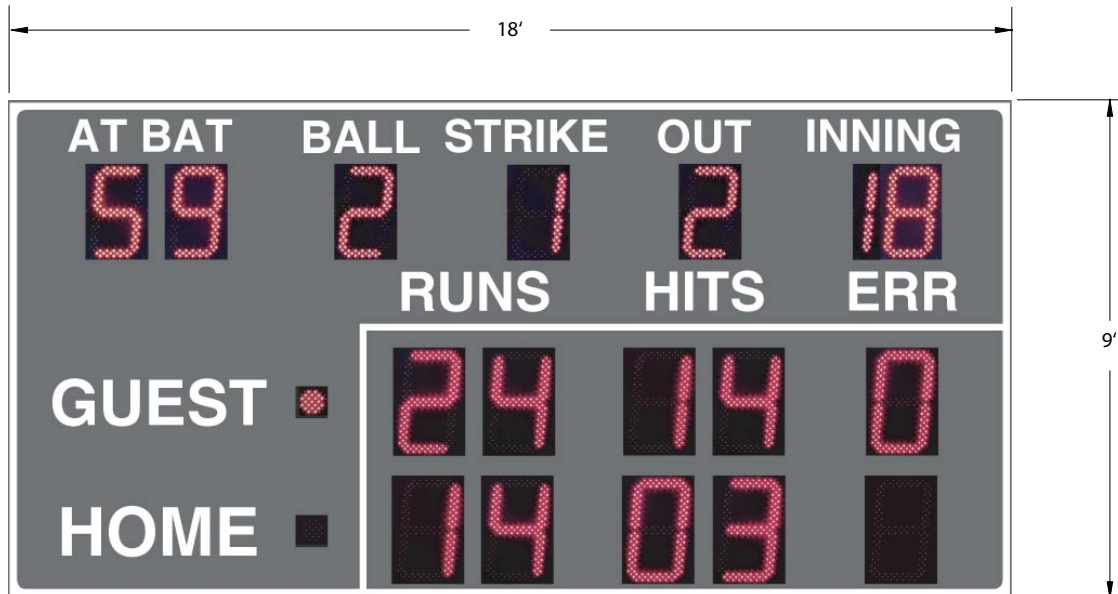 18'
AT BAT BALL STRIKE OUT INNING
59 2 1 2 18
RUNS HITS ERR
9'
GUEST 24 14 0
HOME 14 03